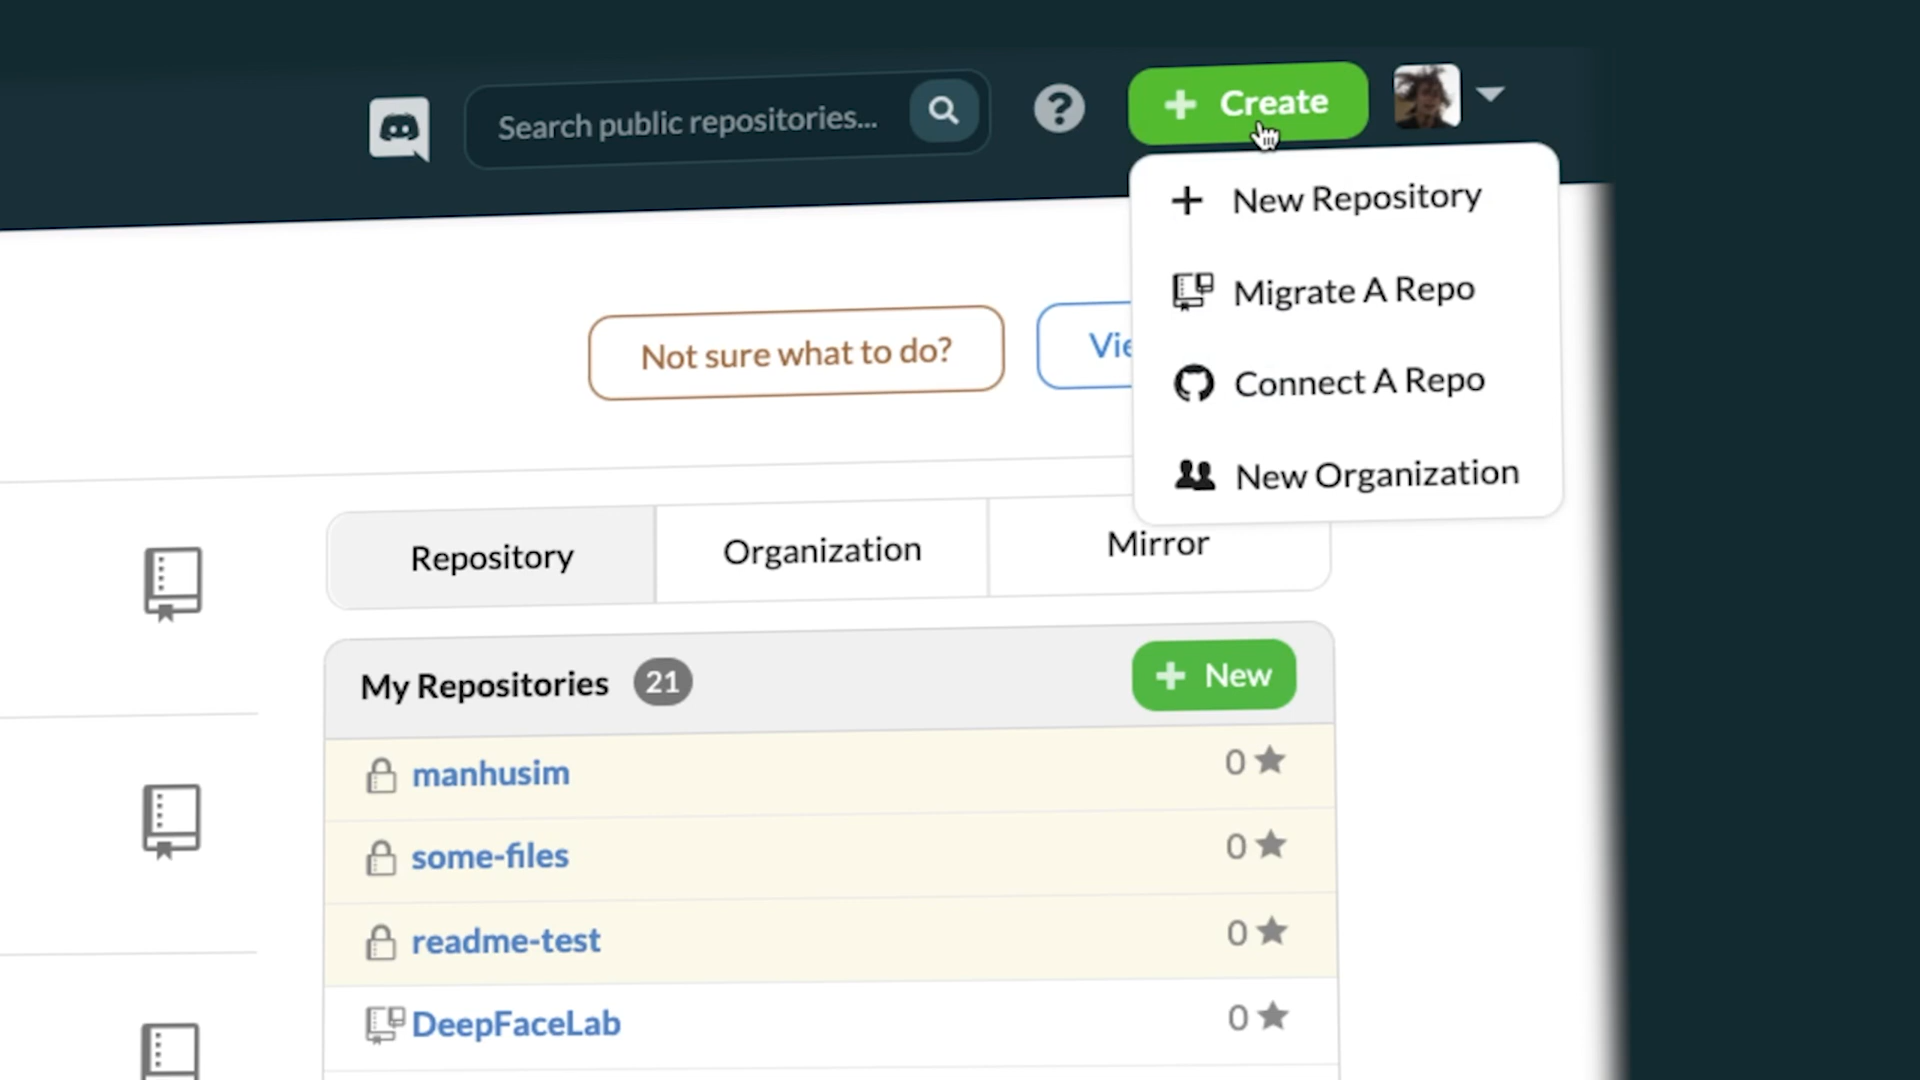 Search public repositories...
+ Create
New Repository
Migrate A Repo
Connect A Repo
New Organization
Not sure what to do?
Vie
Repository
Organization
Mirror
My Repositories 21
+ New
manhusim 0
some-files 0
readme-test 0
DeepFaceLab 0